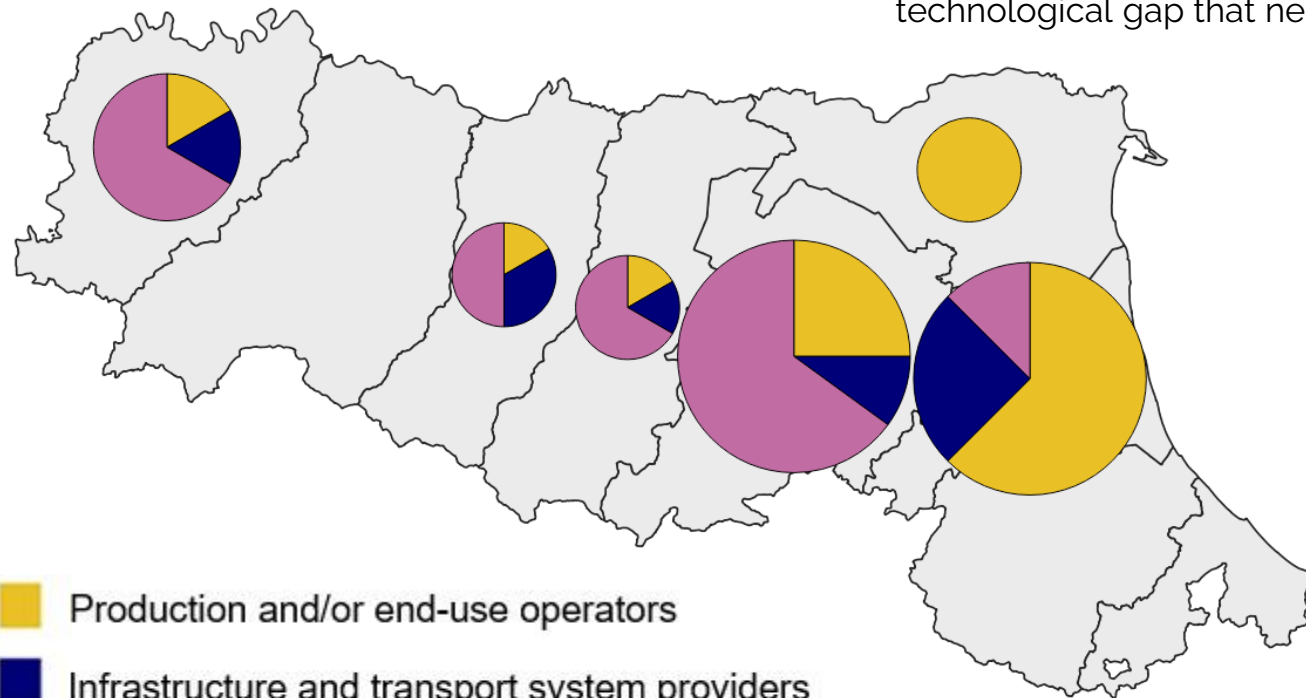 technological gap that ne
Production and/or end-use operators
Infrastructure and transport system providers